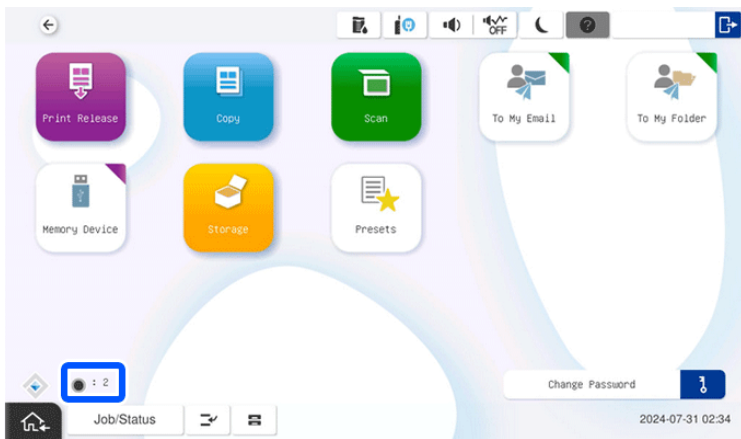 OFF
?
Print Release
Copy
Scan
To My Email
To My Folder
Memory Device
Storage
Presets
: 2
Change Password
Job/Status
2024-07-31 02:34